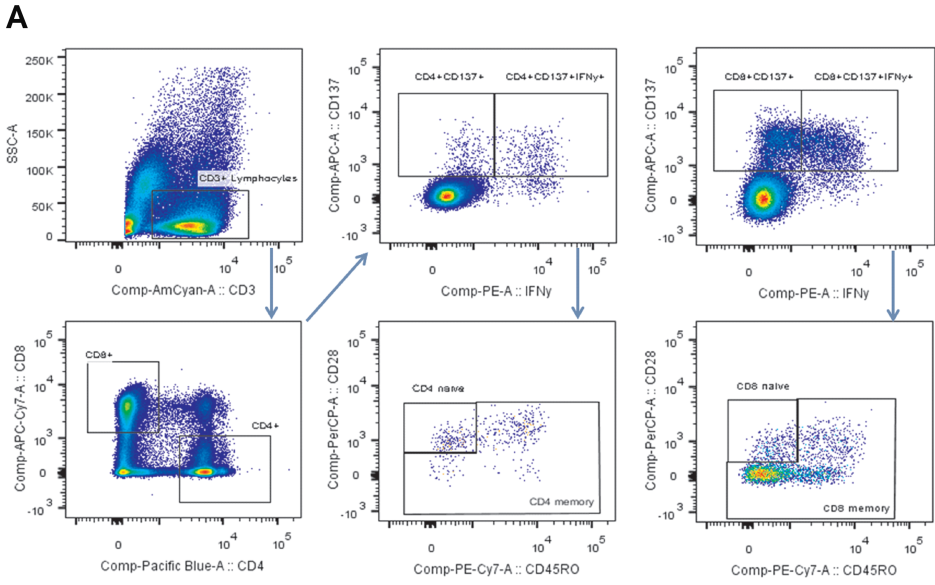 A
250K
200K
150K
100K
50K
0
SSC-A
CD3+ Lymphocytes
0
10^4
10^5
Comp-AmCyan-A :: CD3
10^5
10^4
10^3
0
-10^3
Comp-APC-A :: CD137
CD4+CD137+
CD4+CD137+IFNy+
0
10^4
10^5
Comp-PE-A :: IFNy
10^5
10^4
10^3
0
-10^3
Comp-APC-A :: CD137
CD8+CD137+
CD8+CD137+IFNy+
0
10^4
10^5
Comp-PE-A :: IFNy
10^5
10^4
10^3
0
-10^3
Comp-APC-Cy7-A :: CD8
CD8+
CD4+
0
10^4
10^5
Comp-Pacific Blue-A :: CD4
10^5
10^4
10^3
0
-10^3
Comp-PerCP-A :: CD28
CD4 naive
CD4 memory
0
10^4
10^5
Comp-PE-Cy7-A :: CD45RO
10^5
10^4
10^3
0
-10^3
Comp-PerCP-A :: CD28
CD8 naive
CD8 memory
0
10^4
10^5
Comp-PE-Cy7-A :: CD45RO